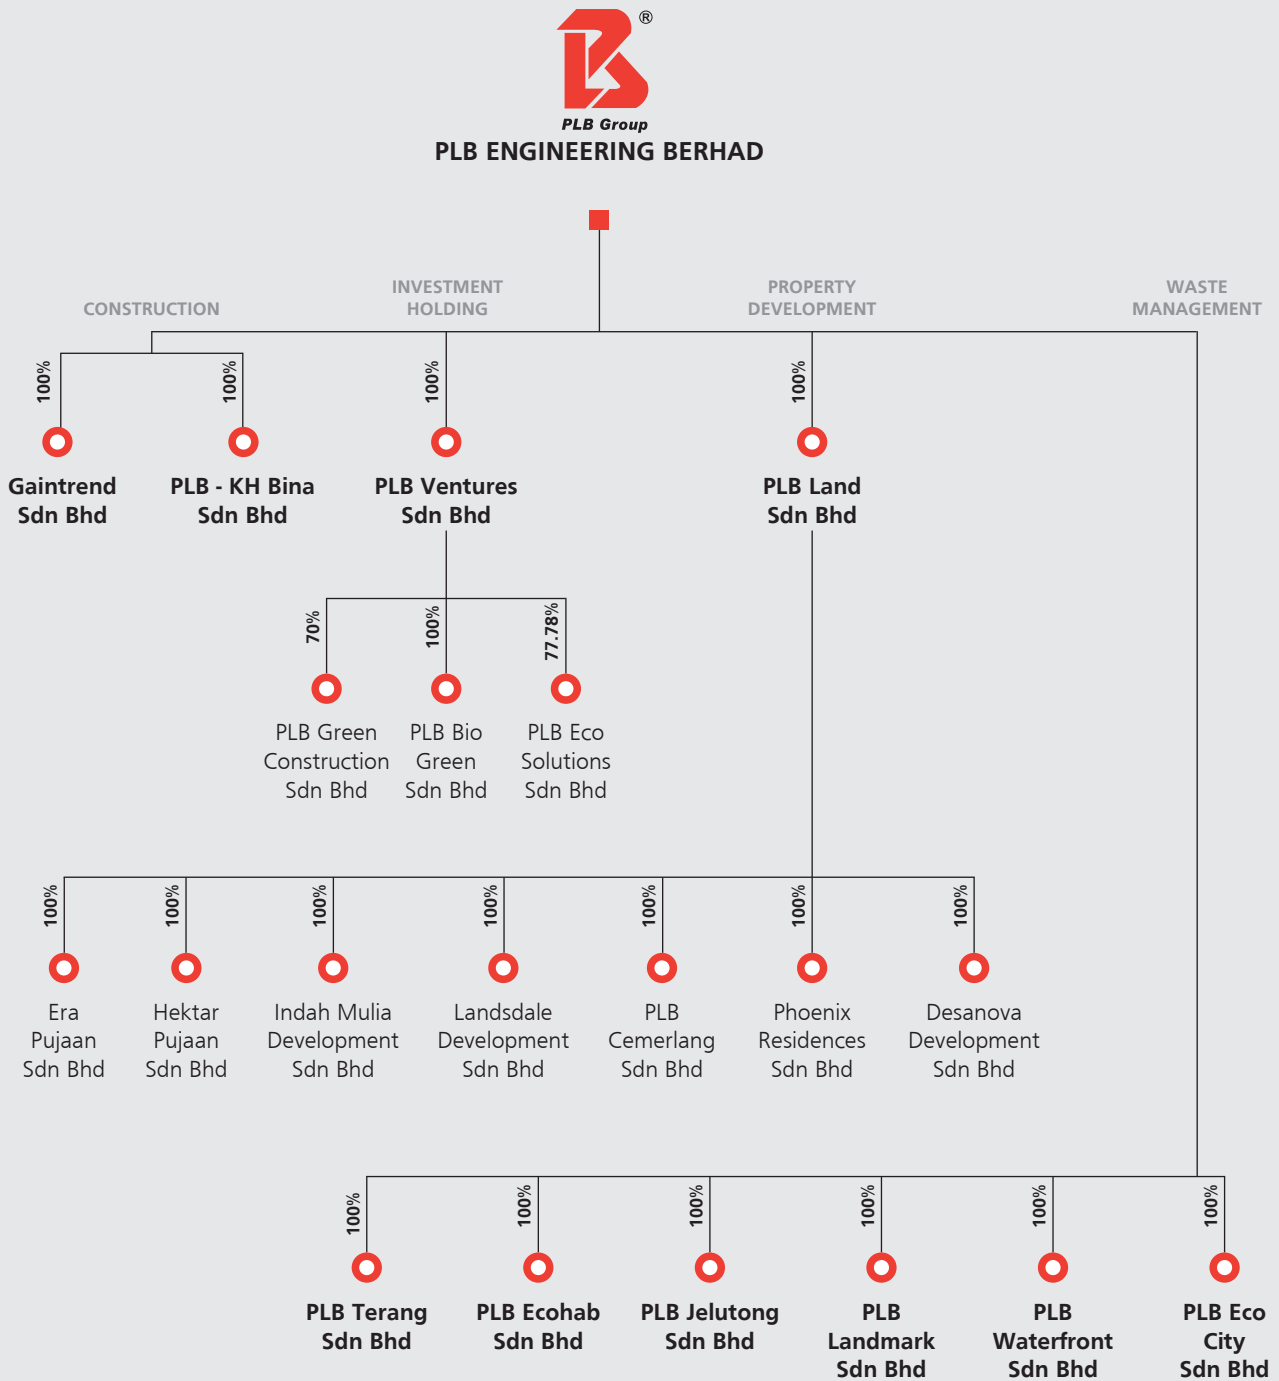 ®
PLB Group
PLB ENGINEERING BERHAD
CONSTRUCTION
INVESTMENT
HOLDING
PROPERTY
DEVELOPMENT
WASTE
MANAGEMENT
100%
100%
100%
100%
Gaintrend
Sdn Bhd
PLB - KH Bina
Sdn Bhd
PLB Ventures
Sdn Bhd
PLB Land
Sdn Bhd
70%
100%
77.78%
PLB Green
Construction
Sdn Bhd
PLB Bio
Green
Sdn Bhd
PLB Eco
Solutions
Sdn Bhd
100%
100%
100%
100%
100%
100%
100%
Era
Pujaan
Sdn Bhd
Hektar
Pujaan
Sdn Bhd
Indah Mulia
Development
Sdn Bhd
Landsdale
Development
Sdn Bhd
PLB
Cemerlang
Sdn Bhd
Phoenix
Residences
Sdn Bhd
Desanova
Development
Sdn Bhd
100%
100%
100%
100%
100%
100%
PLB Terang
Sdn Bhd
PLB Ecohab
Sdn Bhd
PLB Jelutong
Sdn Bhd
PLB
Landmark
Sdn Bhd
PLB
Waterfront
Sdn Bhd
PLB Eco
City
Sdn Bhd